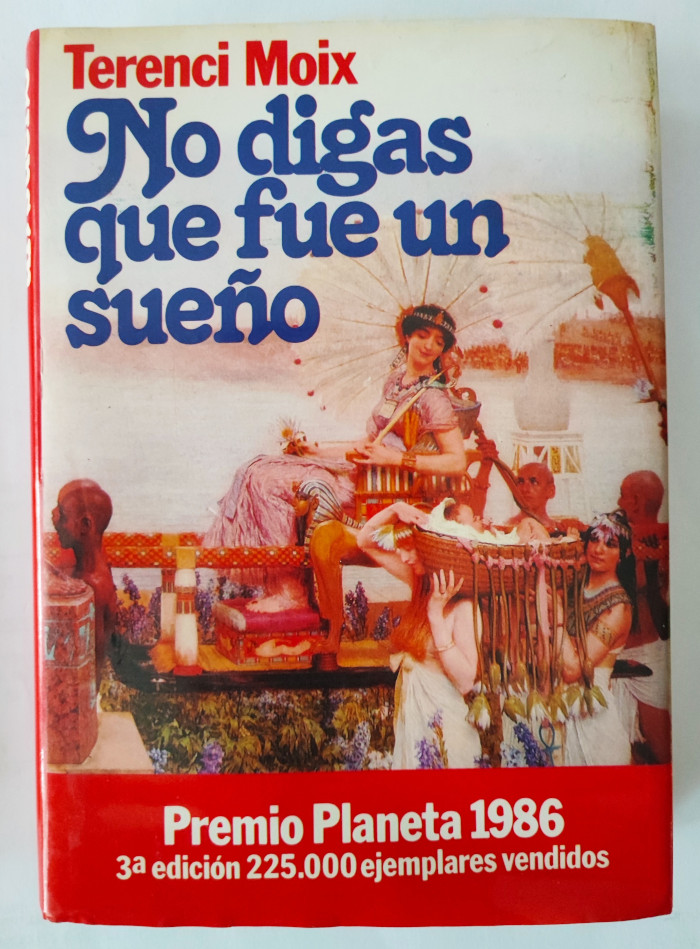 Terenci Moix
No digas
que fue un
sueño
Premio Planeta 1986
3ª edición 225.000 ejemplares vendidos